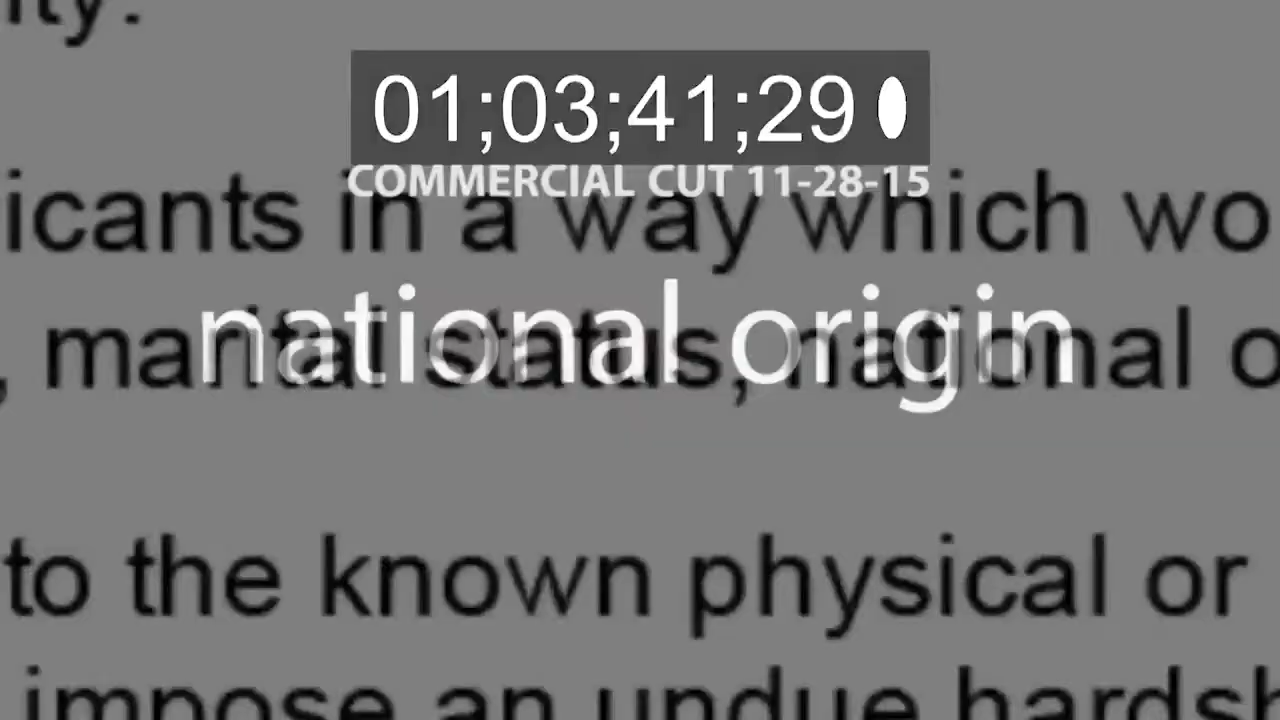 ity.
01;03;41;29
COMMERCIAL CUT 11-28-15
icants in a way which wo
national origin
, marital status, national o
to the known physical or
impose an undue hardsh